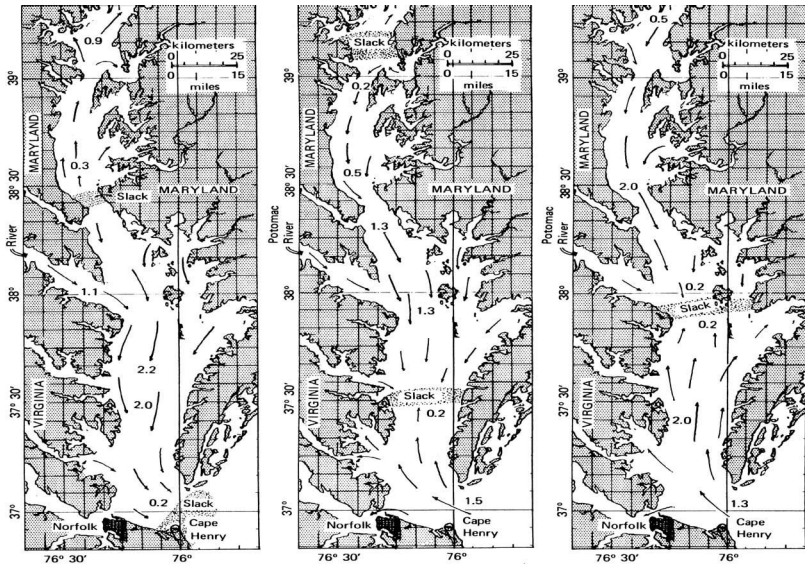 0.9
kilometers
0 25
0 15
miles
39°
MARYLAND
0.3
38° 30'
Slack
MARYLAND
River
1.1
38°
2.2
2.0
37° 30'
VIRGINIA
0.2
Slack
37°
Norfolk
Cape
Henry
76° 30'
76°
Slack
kilometers
0 25
0 15
miles
39°
0.2
MARYLAND
0.5
38° 30'
MARYLAND
Potomac
River
1.3
38°
1.3
37° 30'
Slack
VIRGINIA
0.2
1.5
37°
Norfolk
Cape
Henry
76° 30'
76°
0.5
kilometers
0 25
0 15
miles
39°
MARYLAND
38° 30'
2.0
MARYLAND
Potomac
River
0.2
38°
Slack
0.2
37° 30'
VIRGINIA
2.0
1.3
37°
Norfolk
Cape
Henry
76° 30'
76°